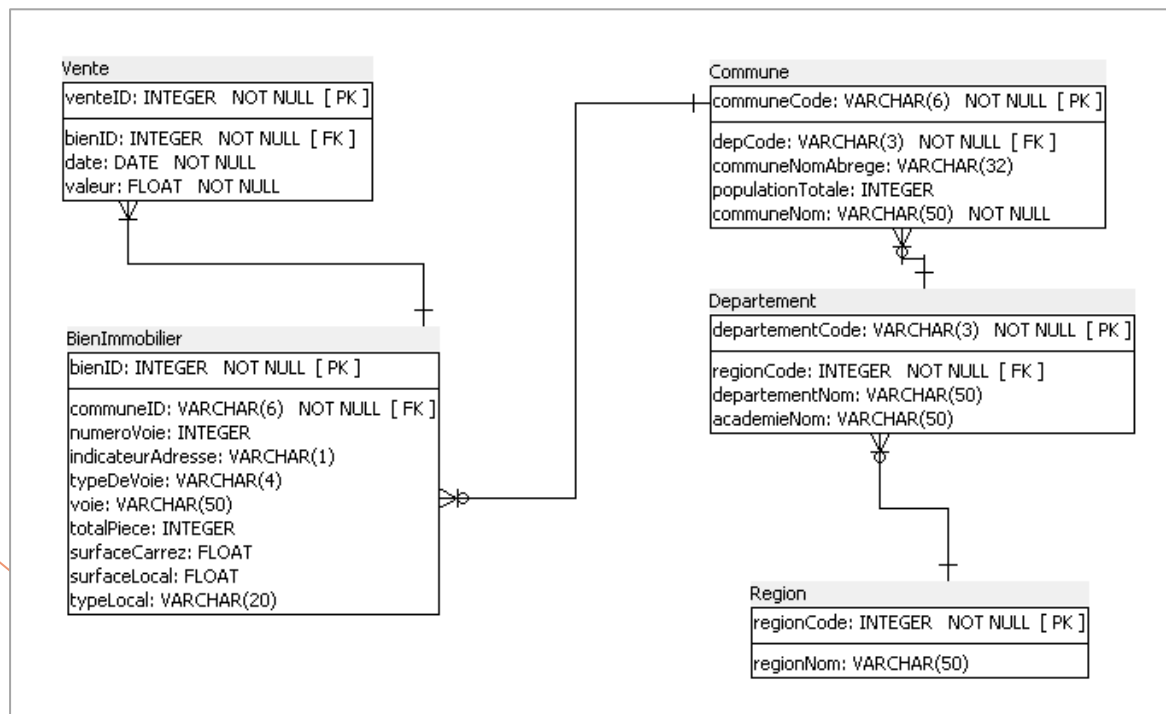 Vente
venteID: INTEGER NOT NULL [ PK ]
bienID: INTEGER NOT NULL [ FK ]
date: DATE NOT NULL
valeur: FLOAT NOT NULL
BienImmobilier
bienID: INTEGER NOT NULL [ PK ]
communeID: VARCHAR(6) NOT NULL [ FK ]
numeroVoie: INTEGER
indicateurAdresse: VARCHAR(1)
typeDeVoie: VARCHAR(4)
voie: VARCHAR(50)
totalPiece: INTEGER
surfaceCarrez: FLOAT
surfaceLocal: FLOAT
typeLocal: VARCHAR(20)
Commune
communeCode: VARCHAR(6) NOT NULL [ PK ]
depCode: VARCHAR(3) NOT NULL [ FK ]
communeNomAbrege: VARCHAR(32)
populationTotale: INTEGER
communeNom: VARCHAR(50) NOT NULL
Departement
departementCode: VARCHAR(3) NOT NULL [ PK ]
regionCode: INTEGER NOT NULL [ FK ]
departementNom: VARCHAR(50)
academieNom: VARCHAR(50)
Region
regionCode: INTEGER NOT NULL [ PK ]
regionNom: VARCHAR(50)